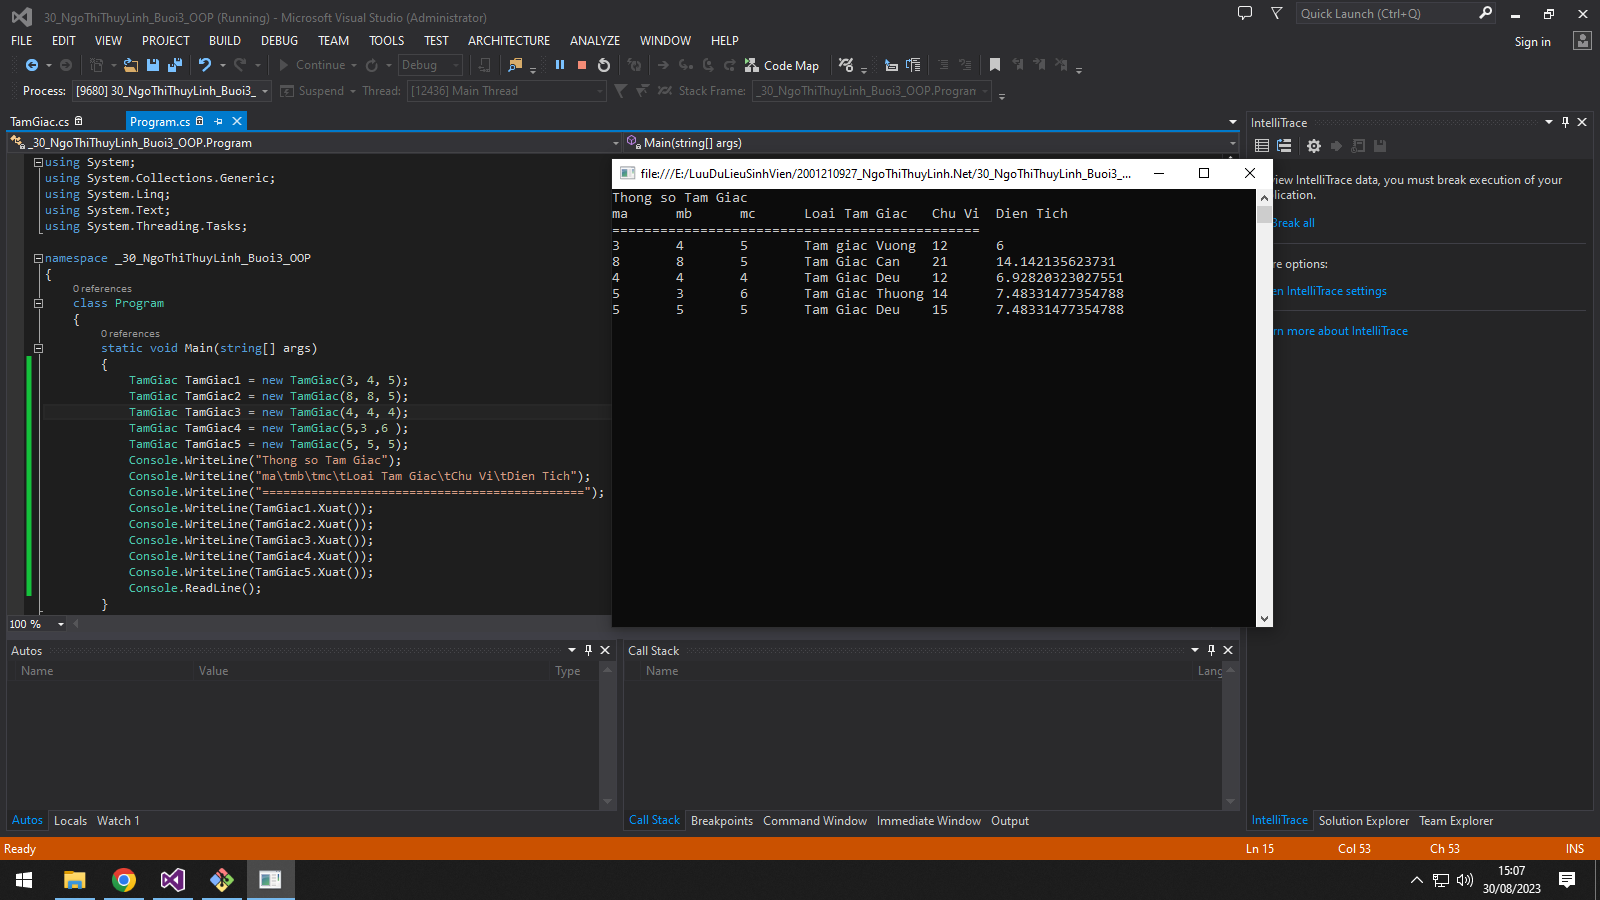 30_NgoThiThuyLinh_Buoi3_OOP (Running) - Microsoft Visual Studio (Administrator)
Quick Launch (Ctrl+Q)
FILE EDIT VIEW PROJECT BUILD DEBUG TEAM TOOLS TEST ARCHITECTURE ANALYZE WINDOW HELP
Sign in
Continue Debug Code Map
Process: [9680] 30_NgoThiThuyLinh_Buoi3_ Suspend Thread: [12436] Main Thread Stack Frame: _30_NgoThiThuyLinh_Buoi3_OOP.Program
TamGiac.cs Program.cs
_30_NgoThiThuyLinh_Buoi3_OOP.Program Main(string[] args)
using System;
using System.Collections.Generic;
using System.Linq;
using System.Text;
using System.Threading.Tasks;
namespace _30_NgoThiThuyLinh_Buoi3_OOP
{
0 references
class Program
{
0 references
static void Main(string[] args)
{
TamGiac TamGiac1 = new TamGiac(3, 4, 5);
TamGiac TamGiac2 = new TamGiac(8, 8, 5);
TamGiac TamGiac3 = new TamGiac(4, 4, 4);
TamGiac TamGiac4 = new TamGiac(5,3 ,6 );
TamGiac TamGiac5 = new TamGiac(5, 5, 5);
Console.WriteLine("Thong so Tam Giac");
Console.WriteLine("ma\tmb\tmc\tLoai Tam Giac\tChu Vi\tDien Tich");
Console.WriteLine("==============================================");
Console.WriteLine(TamGiac1.Xuat());
Console.WriteLine(TamGiac2.Xuat());
Console.WriteLine(TamGiac3.Xuat());
Console.WriteLine(TamGiac4.Xuat());
Console.WriteLine(TamGiac5.Xuat());
Console.ReadLine();
}
100 %
file:///E:/LuuDuLieuSinhVien/2001210927_NgoThiThuyLinh.Net/30_NgoThiThuyLinh_Buoi3_...
Thong so Tam Giac
ma mb mc Loai Tam Giac Chu Vi Dien Tich
==============================================
3 4 5 Tam giac Vuong 12 6
8 8 5 Tam Giac Can 21 14.142135623731
4 4 4 Tam Giac Deu 12 6.92820323027551
5 3 6 Tam Giac Thuong 14 7.48331477354788
5 5 5 Tam Giac Deu 15 7.48331477354788
IntelliTrace
view IntelliTrace data, you must break execution of your
lication.
Break all
re options:
en IntelliTrace settings
rn more about IntelliTrace
Autos
Name Value Type
Call Stack
Name Lang
Autos Locals Watch 1
Call Stack Breakpoints Command Window Immediate Window Output
IntelliTrace Solution Explorer Team Explorer
Ready Ln 15 Col 53 Ch 53 INS
15:07
30/08/2023